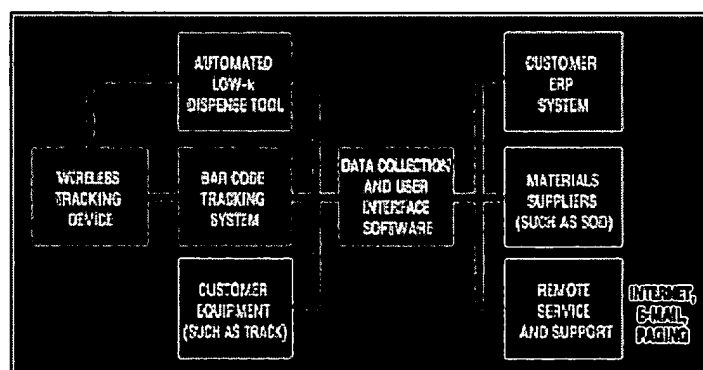 AUTOMATED
LOW-k
DISPENSE TOOL
CUSTOMER
ERP
SYSTEM
WIRELESS
TRACKING
DEVICE
BAR CODE
TRACKING
SYSTEM
DATA COLLECTION
AND USER
INTERFACE
SOFTWARE
MATERIALS
SUPPLIERS
(SUCH AS SOD)
CUSTOMER
EQUIPMENT
(SUCH AS TRACK)
REMOTE
SERVICE
AND SUPPORT
INTERNET,
E-MAIL,
PAGING